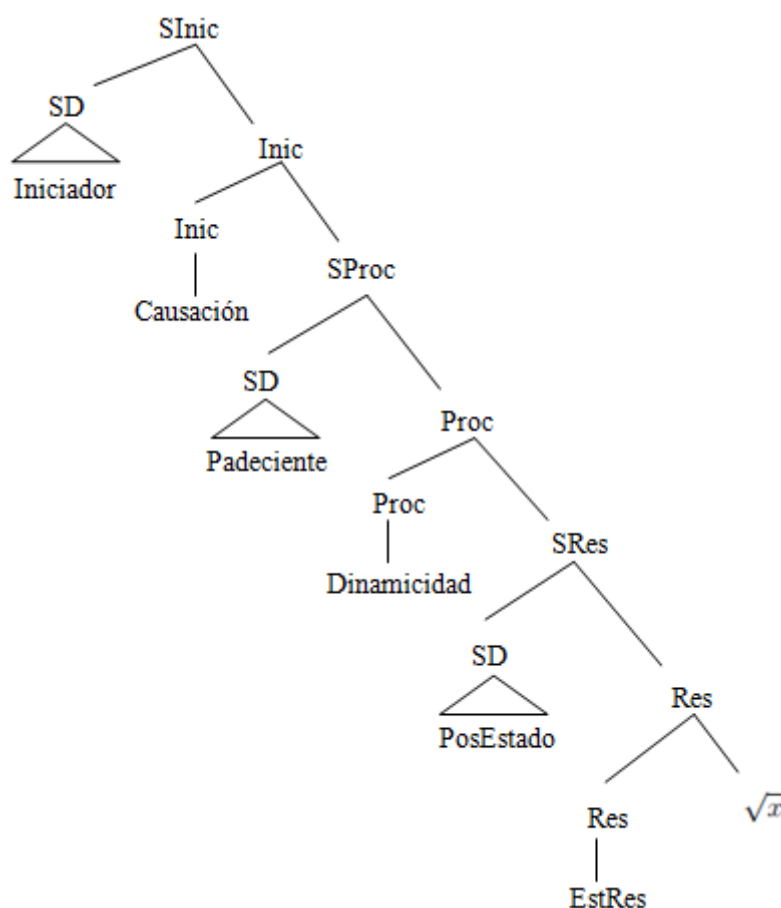 SInic
SD
Iniciador
Inic
Inic
Causación
SProc
SD
Padeciente
Proc
Proc
Dinamicidad
SRes
SD
PosEstado
Res
Res
EstRes
√x